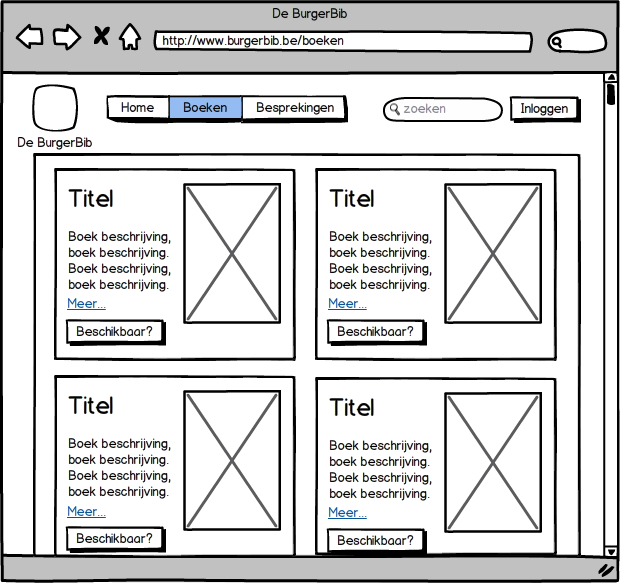 De BurgerBib
http://www.burgerbib.be/boeken
Home Boeken Besprekingen zoeken Inloggen
De BurgerBib
Titel
Boek beschrijving,
boek beschrijving.
Boek beschrijving,
boek beschrijving.
Meer...
Beschikbaar?
Titel
Boek beschrijving,
boek beschrijving.
Boek beschrijving,
boek beschrijving.
Meer...
Beschikbaar?
Titel
Boek beschrijving,
boek beschrijving.
Boek beschrijving,
boek beschrijving.
Meer...
Beschikbaar?
Titel
Boek beschrijving,
boek beschrijving.
Boek beschrijving,
boek beschrijving.
Meer...
Beschikbaar?